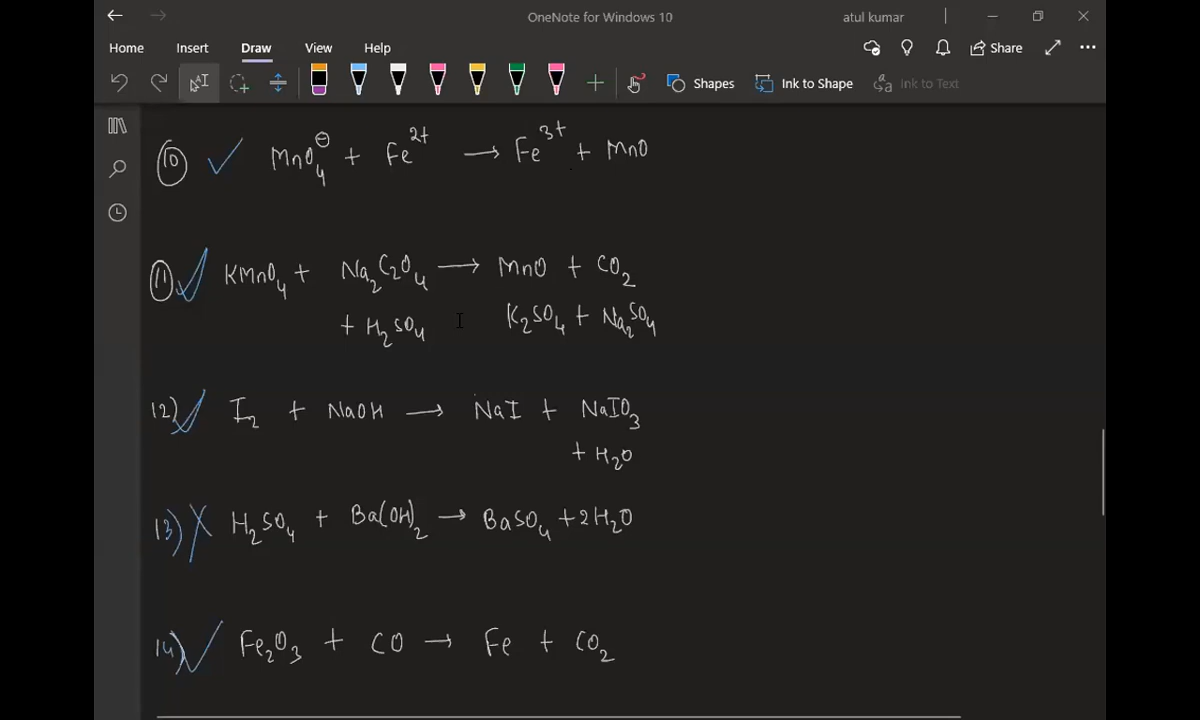 OneNote for Windows 10
atul kumar
Home Insert Draw View Help
Share
Shapes Ink to Shape Ink to Text
10 ✓ MnO₄⊖ + Fe²⁺ → Fe³⁺ + MnO
11 ✓ KMnO₄ + Na₂C₂O₄ → MnO + CO₂
+ H₂SO₄ K₂SO₄ + Na₂SO₄
12) ✓ I₂ + NaOH → NaI + NaIO₃
+ H₂O
13) X H₂SO₄ + Ba(OH)₂ → BaSO₄ + 2H₂O
14) ✓ Fe₂O₃ + CO → Fe + CO₂